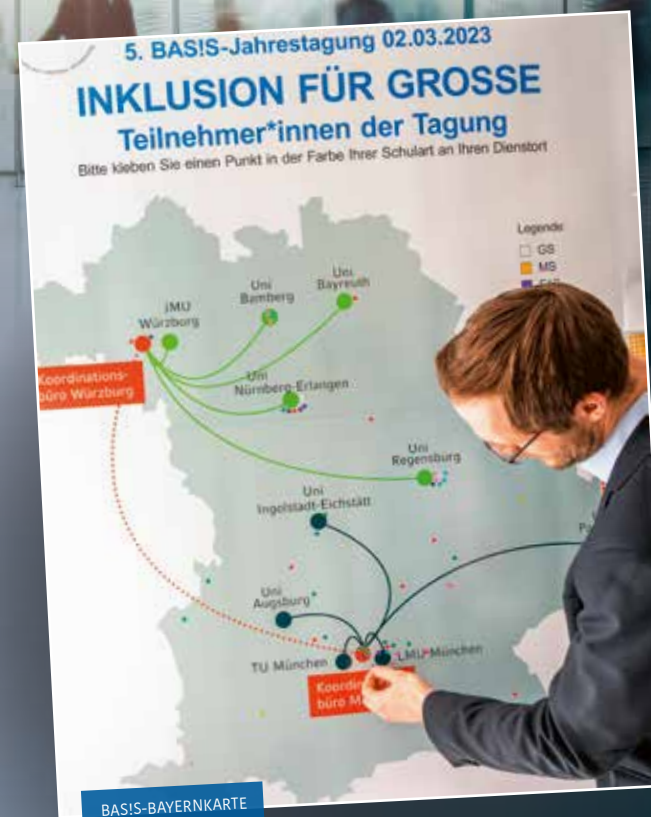 5. BAS!S-Jahrestagung 02.03.2023
INKLUSION FÜR GROSSE
Teilnehmer*innen der Tagung
Bitte kleben Sie einen Punkt in der Farbe Ihrer Schulart an Ihren Dienstort
Legende
GS
MS
Uni
Bayreuth
Uni
Bamberg
JMU
Würzburg
Koordinations-
büro Würzburg
Uni
Nürnberg-Erlangen
Uni
Regensburg
Uni
Ingolstadt-Eichstätt
Uni
Augsburg
TU München
LMU München
büro M
BAS!S-BAYERNKARTE